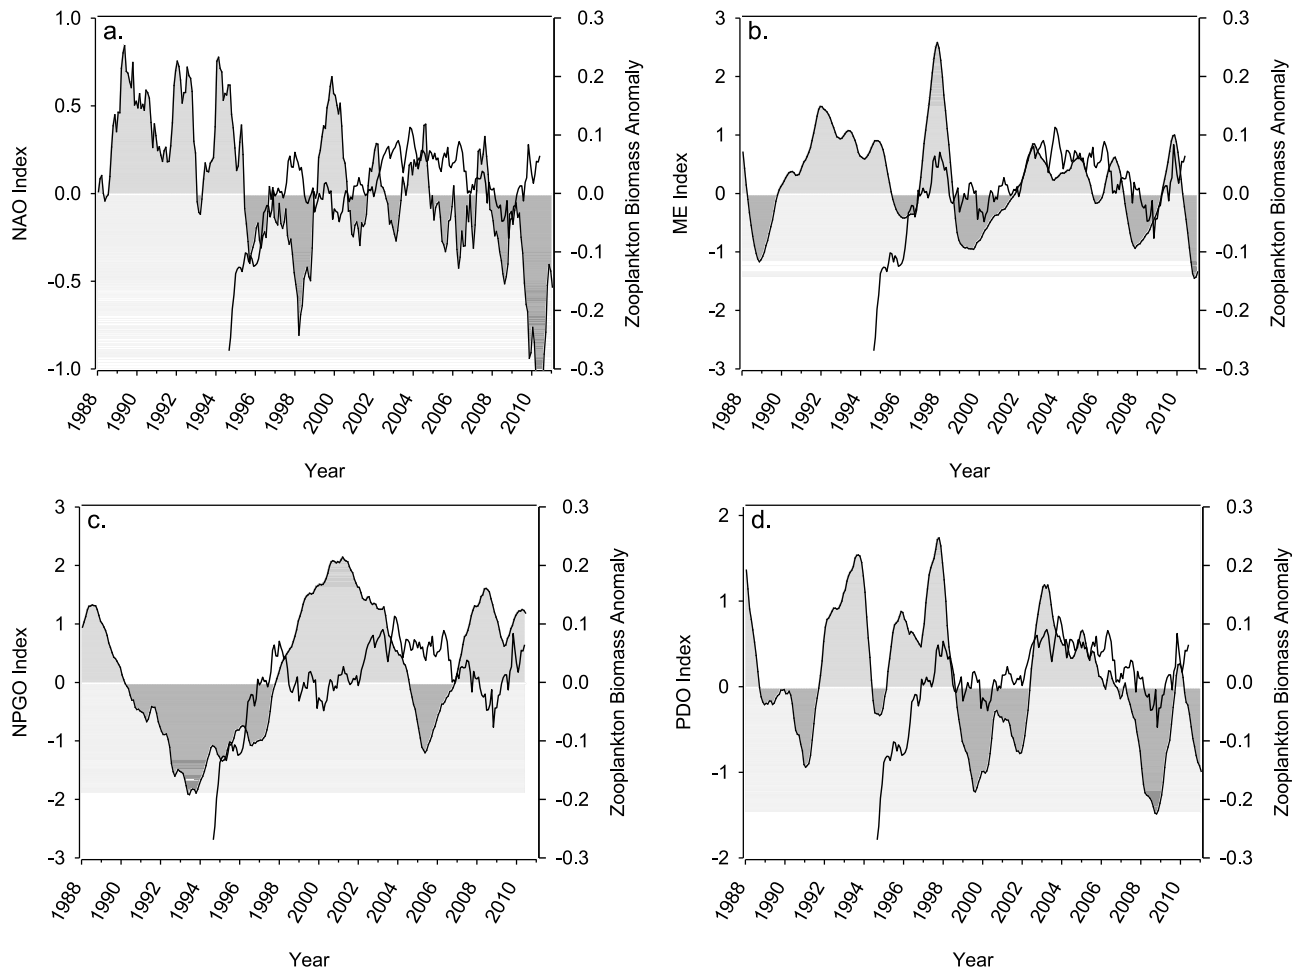 a.
1.0
0.5
0.0
-0.5
-1.0
NAO Index
0.3
0.2
0.1
0.0
-0.1
-0.2
-0.3
Zooplankton Biomass Anomaly
1988 1990 1992 1994 1996 1998 2000 2002 2004 2006 2008 2010
Year
b.
3
2
1
0
-1
-2
-3
ME Index
0.3
0.2
0.1
0.0
-0.1
-0.2
-0.3
Zooplankton Biomass Anomaly
1988 1990 1992 1994 1996 1998 2000 2002 2004 2006 2008 2010
Year
c.
3
2
1
0
-1
-2
-3
NPGO Index
0.3
0.2
0.1
0.0
-0.1
-0.2
-0.3
Zooplankton Biomass Anomaly
1988 1990 1992 1994 1996 1998 2000 2002 2004 2006 2008 2010
Year
d.
2
1
0
-1
-2
PDO Index
0.3
0.2
0.1
0.0
-0.1
-0.2
-0.3
Zooplankton Biomass Anomaly
1988 1990 1992 1994 1996 1998 2000 2002 2004 2006 2008 2010
Year